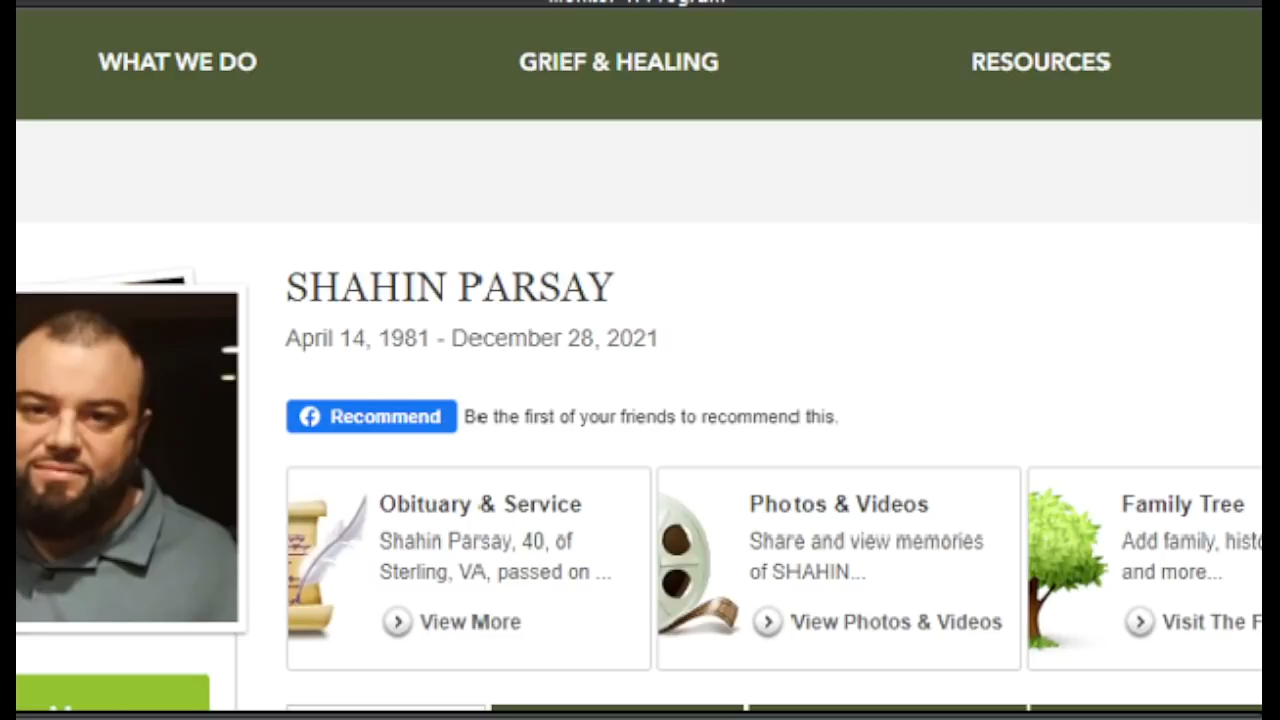 WHAT WE DO
GRIEF & HEALING
RESOURCES
SHAHIN PARSAY
April 14, 1981 - December 28, 2021
Recommend Be the first of your friends to recommend this.
Obituary & Service
Shahin Parsay, 40, of
Sterling, VA, passed on ...
View More
Photos & Videos
Share and view memories
of SHAHIN...
View Photos & Videos
Family Tree
Add family,
and more...
Visit The